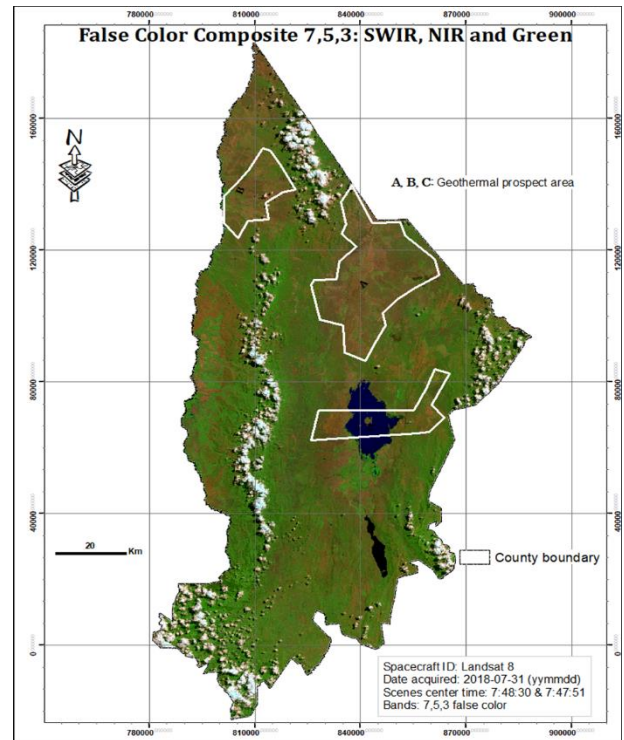 780000 810000 840000 870000
False Color Composite 7,5,3: SWIR, NIR and Green
160000
160000
N
A, B, C: Geothermal prospect area
B
120000
120000
A
80000
80000
40000
40000
20
Km
County boundary
0
0
Spacecraft ID: Landsat 8
Date acquired: 2018-07-31 (yymmdd)
Scenes center time: 7:48:30 & 7:47:51
Bands: 7,5,3 false color
780000 810000 840000 870000